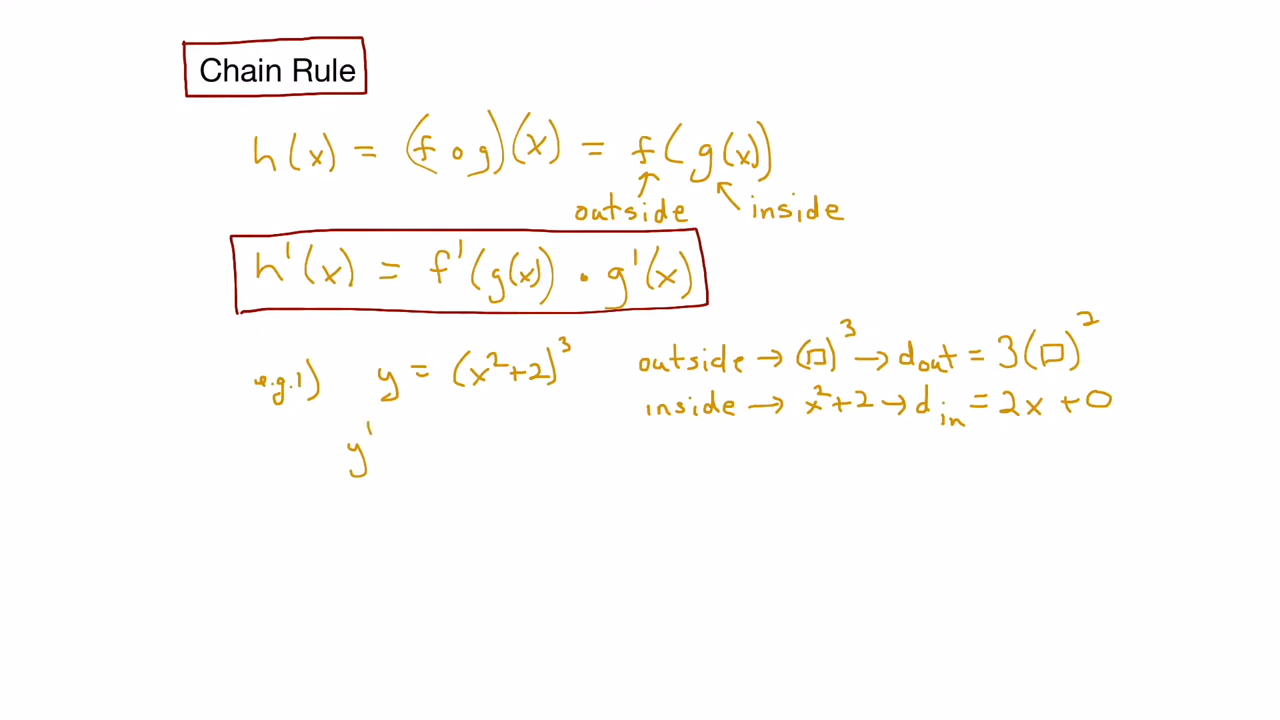 Chain Rule
h(x) = (f∘g)(x) = f(g(x))
outside inside
h'(x) = f'(g(x)) · g'(x)
e.g.1) y = (x²+2)³ outside → (□)³ → d_out = 3(□)²
inside → x²+2 → d_in = 2x + 0
y'